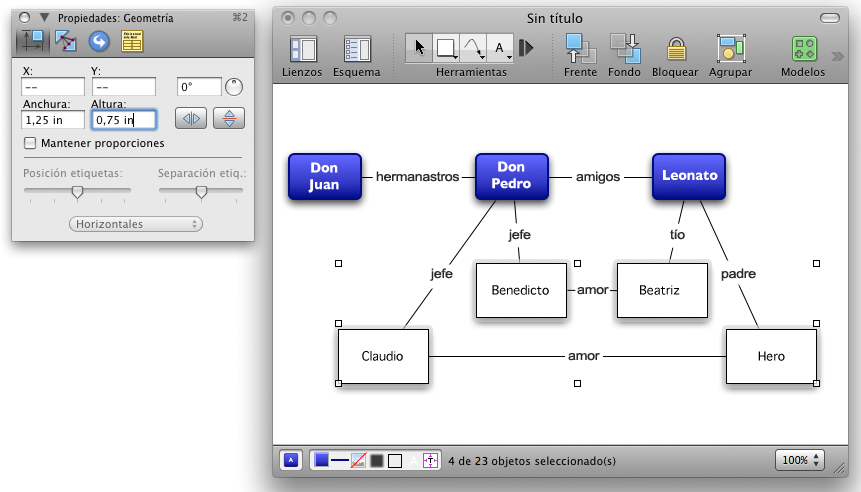 Propiedades: Geometría
⌘2
X:
Y:
--
--
0°
Anchura:
Altura:
1,25 in
0,75 in
Mantener proporciones
Posición etiquetas:
Separación etiq.:
Horizontales
Sin título
Lienzos
Esquema
A
Herramientas
Frente
Fondo
Bloquear
Agrupar
Modelos
Don
Juan
hermanastros
Don
Pedro
amigos
Leonato
jefe
tío
jefe
padre
Benedicto
amor
Beatriz
Claudio
amor
Hero
A
A
T
4 de 23 objetos seleccionado(s)
100%